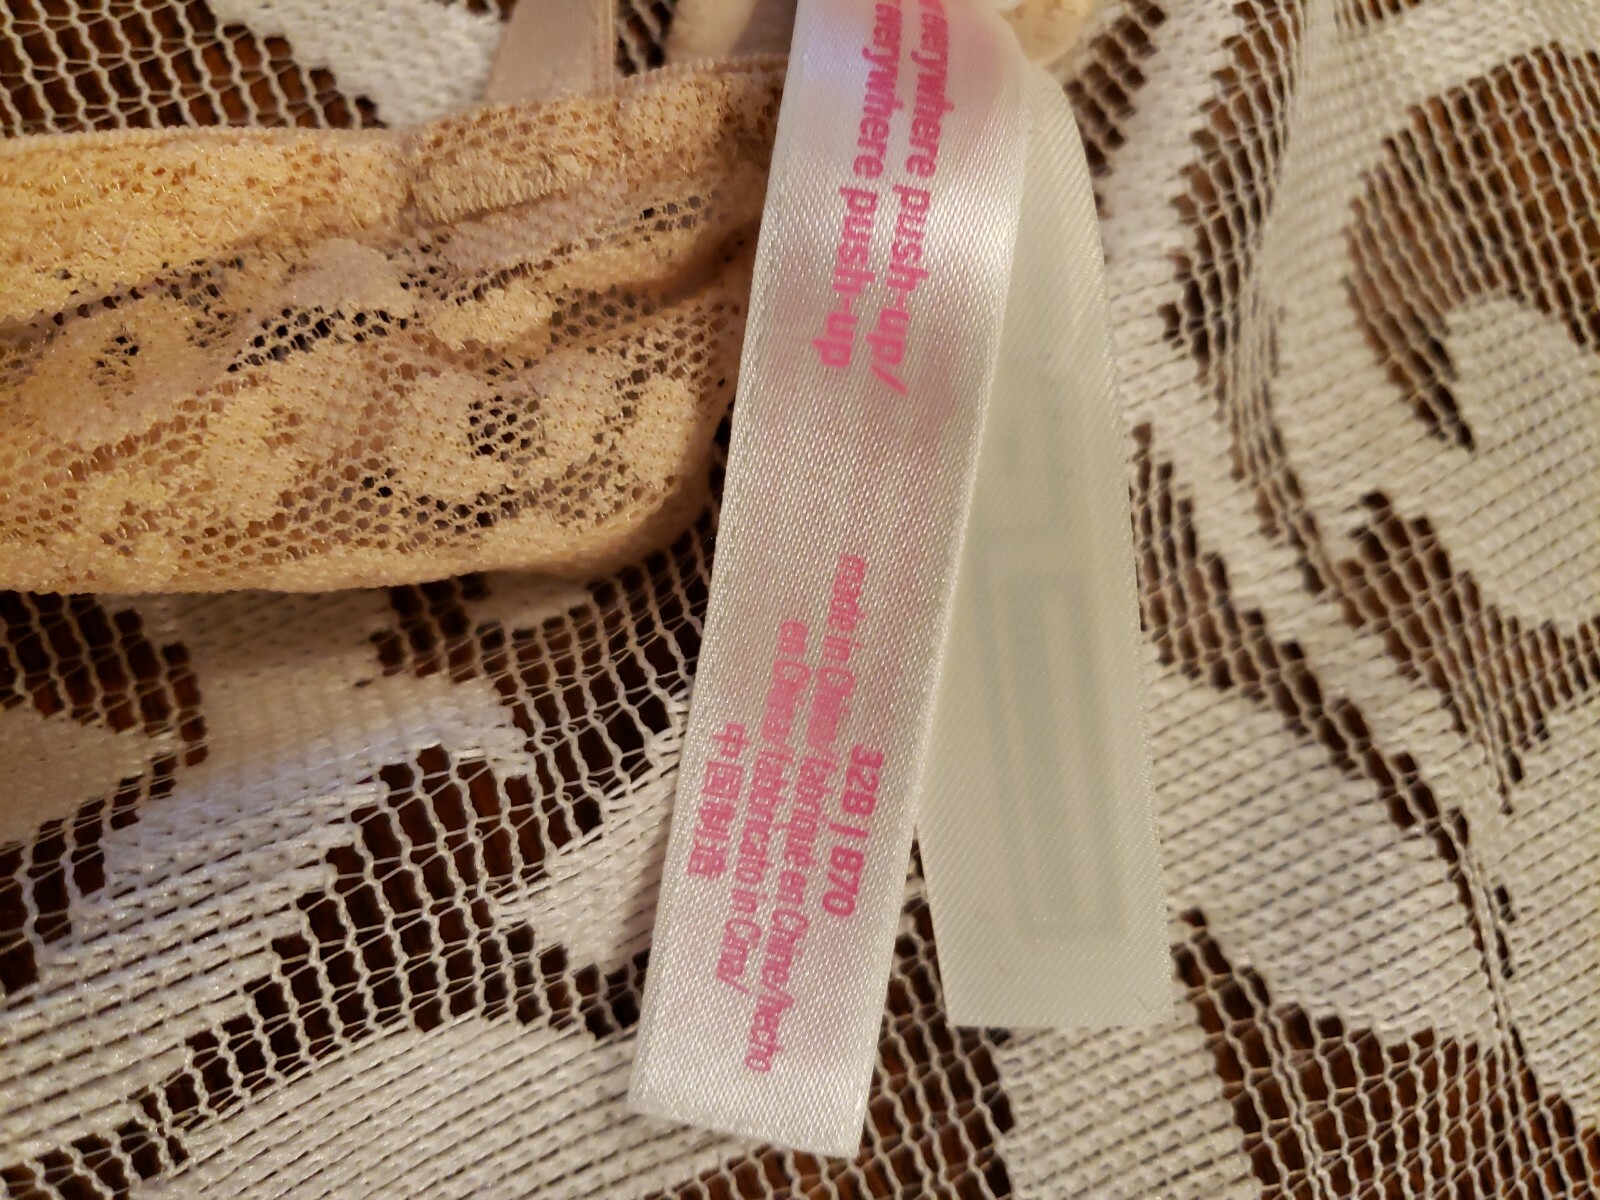 everywhere push-up/
everywhere push-up
32B | B70
made in China/fabriqué en Chine/hecho
en China/fabbricato in Cina/
中国制造